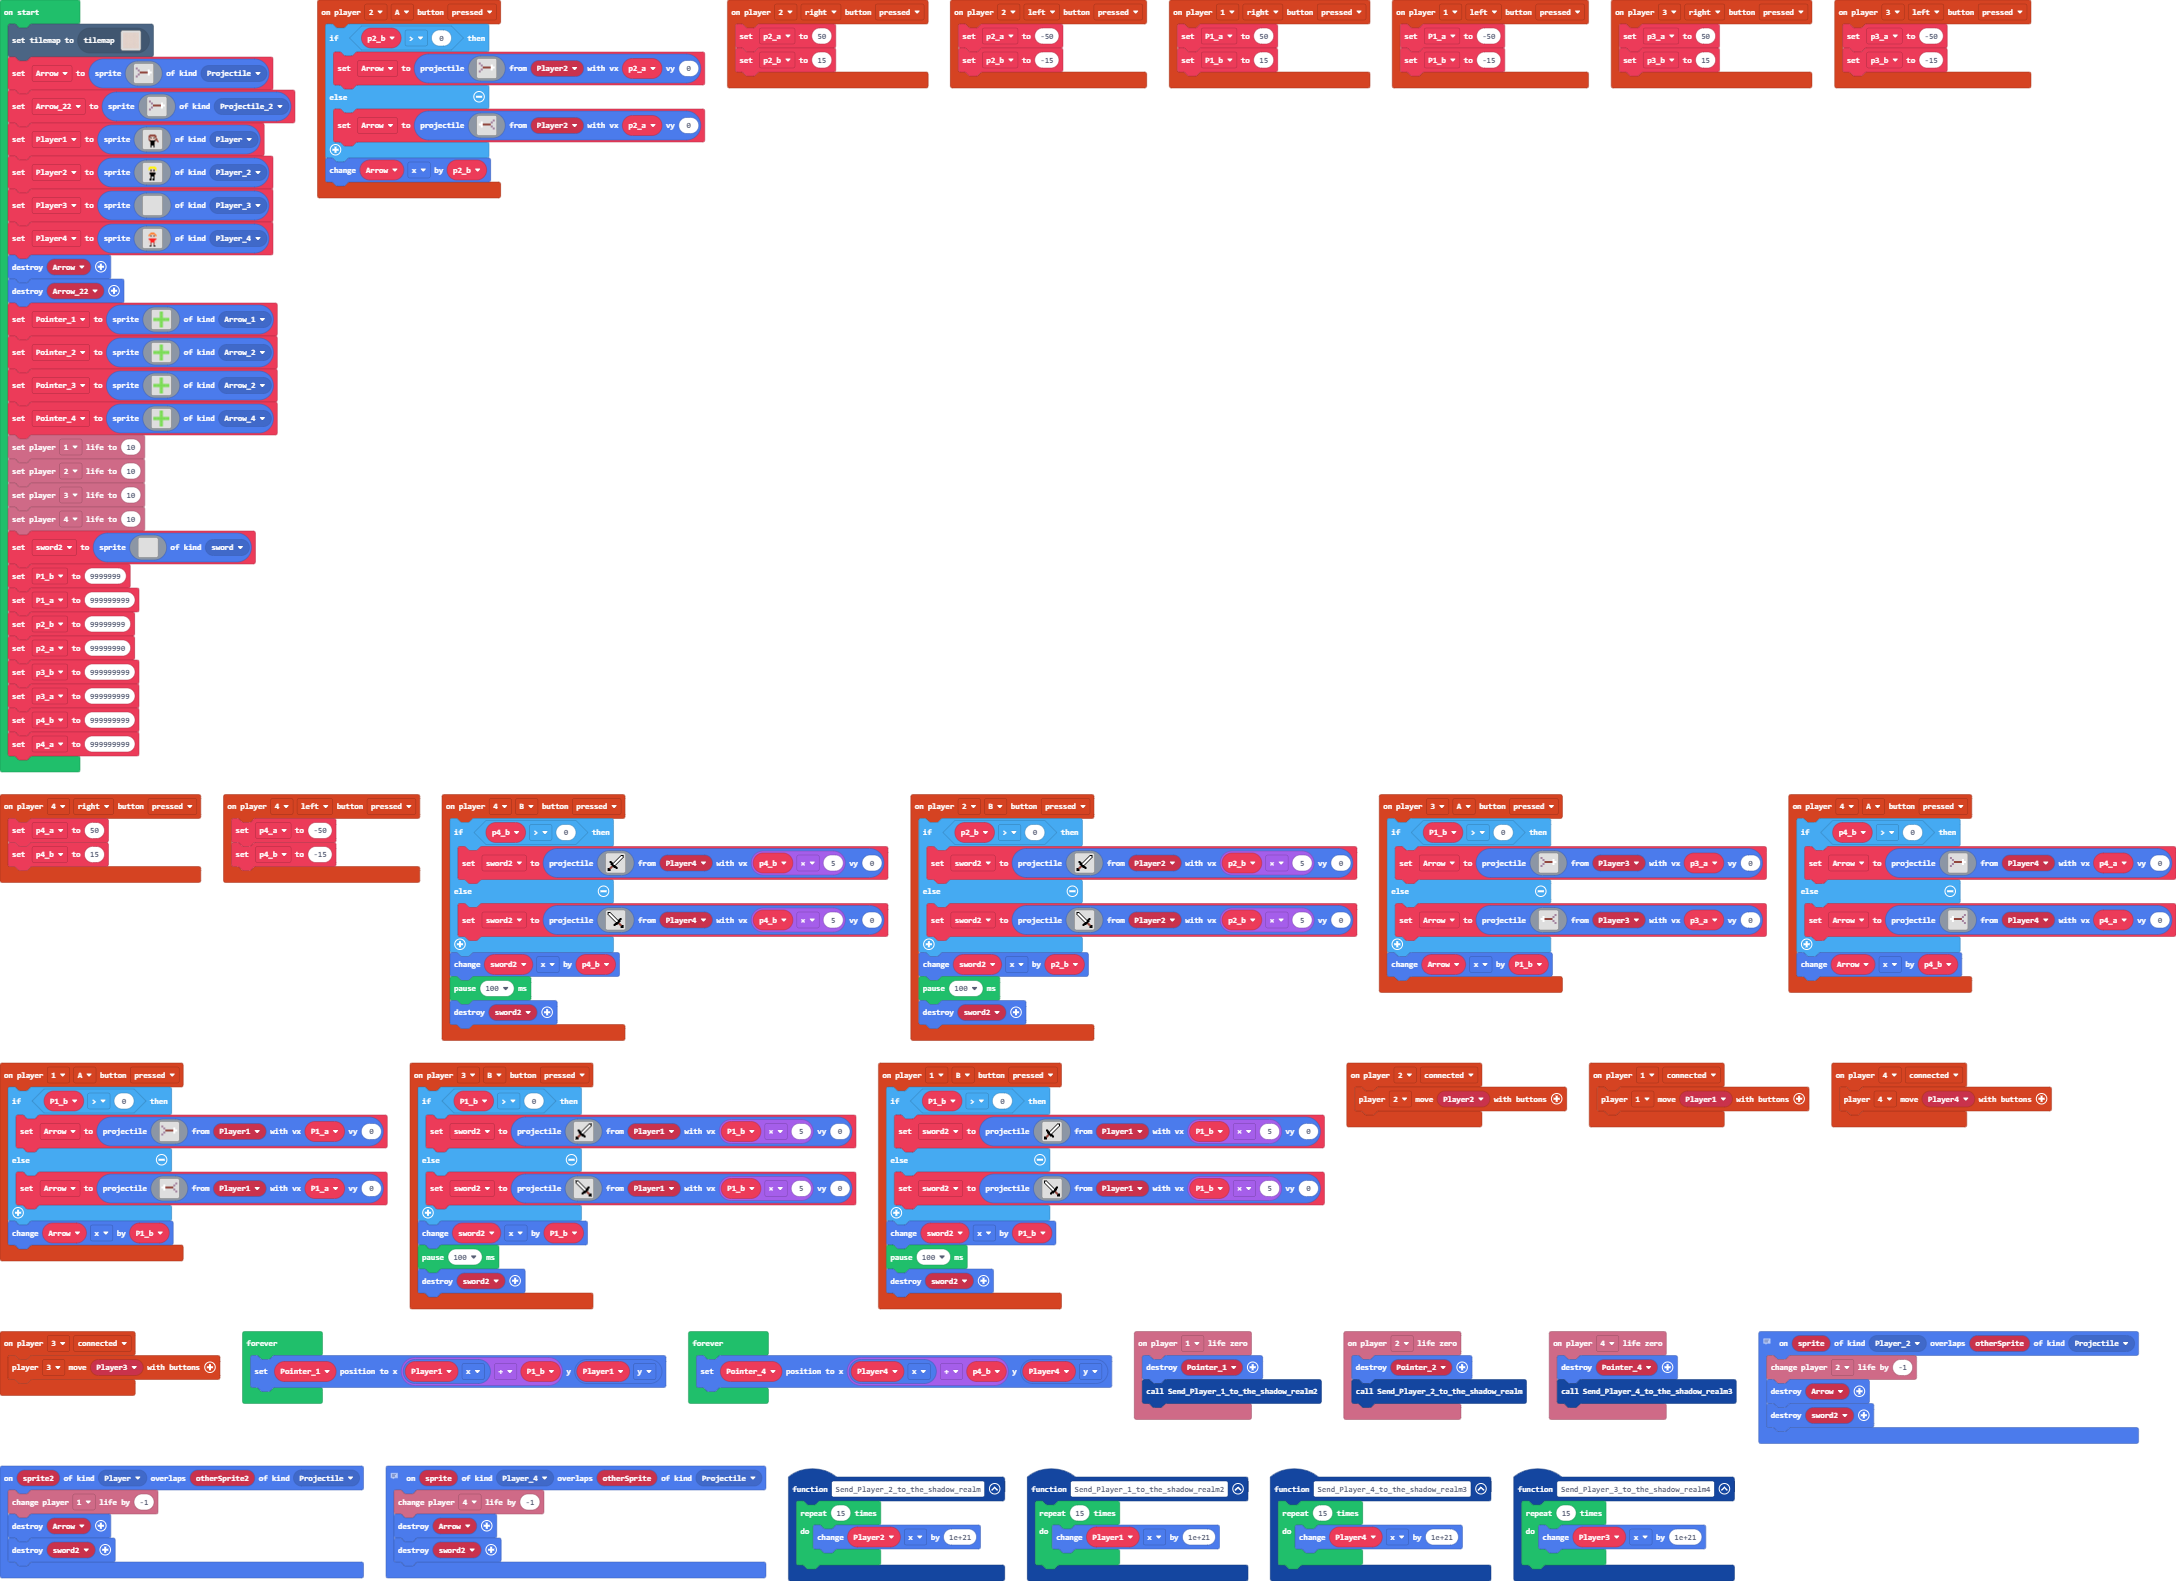 on start
set tilemap to tilemap
set Arrow to sprite of kind Projectile
set Arrow_22 to sprite of kind Projectile_2
set Player1 to sprite of kind Player
set Player2 to sprite of kind Player_2
set Player3 to sprite of kind Player_3
set Player4 to sprite of kind Player_4
destroy Arrow
destroy Arrow_22
set Pointer_1 to sprite of kind Arrow_1
set Pointer_2 to sprite of kind Arrow_2
set Pointer_3 to sprite of kind Arrow_2
set Pointer_4 to sprite of kind Arrow_4
set player 1 life to 10
set player 2 life to 10
set player 3 life to 10
set player 4 life to 10
set sword2 to sprite of kind sword
set P1_b to 9999999
set P1_a to 999999999
set p2_b to 99999999
set p2_a to 99999990
set p3_b to 999999999
set p3_a to 999999999
set p4_b to 999999999
set p4_a to 999999999
on player 2 A button pressed
if p2_b > 0 then
set Arrow to projectile from Player2 with vx p2_a vy 0
else
set Arrow to projectile from Player2 with vx p2_a vy 0
change Arrow x by p2_b
on player 2 right button pressed
set p2_a to 50
set p2_b to 15
on player 2 left button pressed
set p2_a to -50
set p2_b to -15
on player 1 right button pressed
set P1_a to 50
set P1_b to 15
on player 1 left button pressed
set P1_a to -50
set P1_b to -15
on player 3 right button pressed
set p3_a to 50
set p3_b to 15
on player 3 left button pressed
set p3_a to -50
set p3_b to -15
on player 4 right button pressed
set p4_a to 50
set p4_b to 15
on player 4 left button pressed
set p4_a to -50
set p4_b to -15
on player 4 B button pressed
if p4_b > 0 then
set sword2 to projectile from Player4 with vx p4_b x 5 vy 0
else
set sword2 to projectile from Player4 with vx p4_b x 5 vy 0
change sword2 x by p4_b
pause 100 ms
destroy sword2
on player 2 B button pressed
if p2_b > 0 then
set sword2 to projectile from Player2 with vx p2_b x 5 vy 0
else
set sword2 to projectile from Player2 with vx p2_b x 5 vy 0
change sword2 x by p2_b
pause 100 ms
destroy sword2
on player 3 A button pressed
if P1_b > 0 then
set Arrow to projectile from Player3 with vx p3_a vy 0
else
set Arrow to projectile from Player3 with vx p3_a vy 0
change Arrow x by P1_b
on player 4 A button pressed
if p4_b > 0 then
set Arrow to projectile from Player4 with vx p4_a vy 0
else
set Arrow to projectile from Player4 with vx p4_a vy 0
change Arrow x by p4_b
on player 1 A button pressed
if P1_b > 0 then
set Arrow to projectile from Player1 with vx P1_a vy 0
else
set Arrow to projectile from Player1 with vx P1_a vy 0
change Arrow x by P1_b
on player 3 B button pressed
if P1_b > 0 then
set sword2 to projectile from Player1 with vx P1_b x 5 vy 0
else
set sword2 to projectile from Player1 with vx P1_b x 5 vy 0
change sword2 x by P1_b
pause 100 ms
destroy sword2
on player 1 B button pressed
if P1_b > 0 then
set sword2 to projectile from Player1 with vx P1_b x 5 vy 0
else
set sword2 to projectile from Player1 with vx P1_b x 5 vy 0
change sword2 x by P1_b
pause 100 ms
destroy sword2
on player 2 connected
player 2 move Player2 with buttons
on player 1 connected
player 1 move Player1 with buttons
on player 4 connected
player 4 move Player4 with buttons
on player 3 connected
player 3 move Player3 with buttons
forever
set Pointer_1 position to x Player1 x + P1_b y Player1 y
forever
set Pointer_4 position to x Player4 x + p4_b y Player4 y
on player 1 life zero
destroy Pointer_1
call Send_Player_1_to_the_shadow_realm2
on player 2 life zero
destroy Pointer_2
call Send_Player_2_to_the_shadow_realm
on player 4 life zero
destroy Pointer_4
call Send_Player_4_to_the_shadow_realm3
on sprite of kind Player_2 overlaps otherSprite of kind Projectile
change player 2 life by -1
destroy Arrow
destroy sword2
on sprite2 of kind Player overlaps otherSprite2 of kind Projectile
change player 1 life by -1
destroy Arrow
destroy sword2
on sprite of kind Player_4 overlaps otherSprite of kind Projectile
change player 4 life by -1
destroy Arrow
destroy sword2
function Send_Player_2_to_the_shadow_realm
repeat 15 times
do change Player2 x by 1e+21
function Send_Player_1_to_the_shadow_realm2
repeat 15 times
do change Player1 x by 1e+21
function Send_Player_4_to_the_shadow_realm3
repeat 15 times
do change Player4 x by 1e+21
function Send_Player_3_to_the_shadow_realm4
repeat 15 times
do change Player3 x by 1e+21